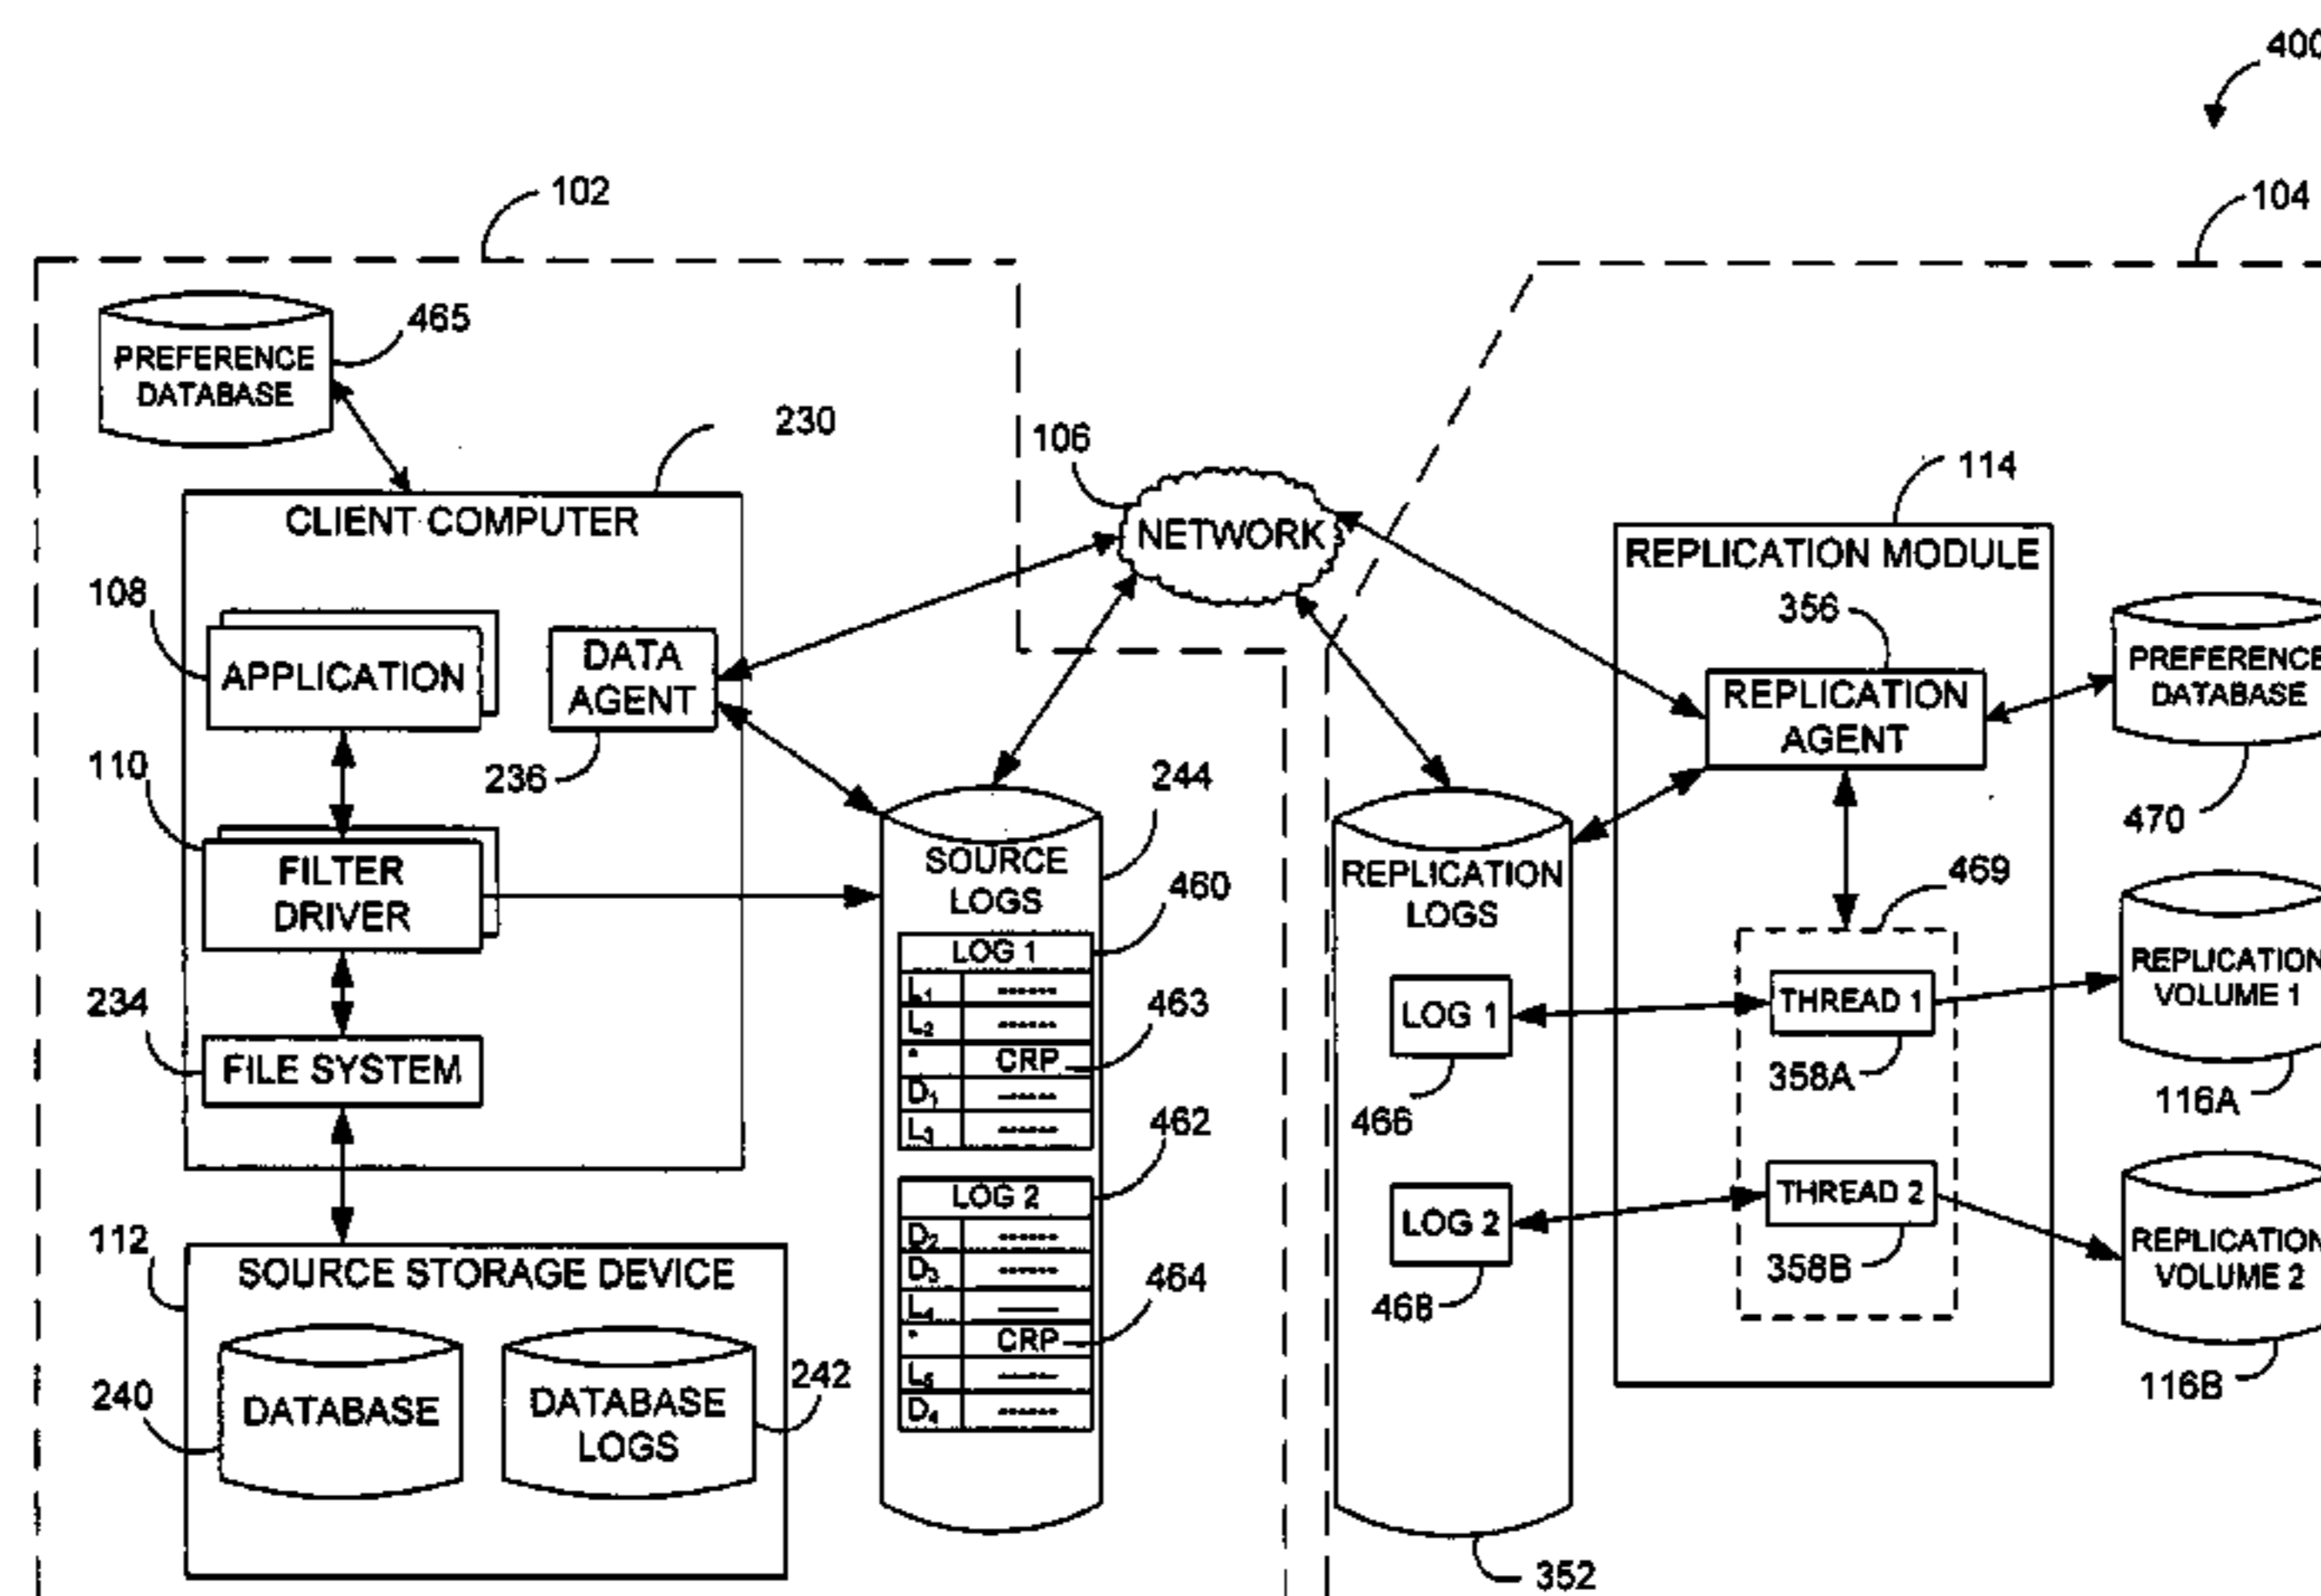 400
102
104
465
PREFERENCE
DATABASE
230
106
114
CLIENT COMPUTER
NETWORK
REPLICATION MODULE
108
356
APPLICATION
DATA
AGENT
REPLICATION
AGENT
PREFERENCE
DATABASE
110
236
244
470
FILTER
DRIVER
SOURCE
LOGS
460
REPLICATION
LOGS
469
LOG 1
L1 ------
L2 ------
* CRP
D1 ------
L3 ------
463
REPLICATION
VOLUME 1
234
LOG 1
THREAD 1
FILE SYSTEM
358A
466
116A
462
LOG 2
D2 ------
D3 ------
L4 ------
* CRP
L5 ------
D4 ------
464
LOG 2
THREAD 2
112
SOURCE STORAGE DEVICE
358B
468
REPLICATION
VOLUME 2
116B
240
DATABASE
DATABASE
LOGS
242
352